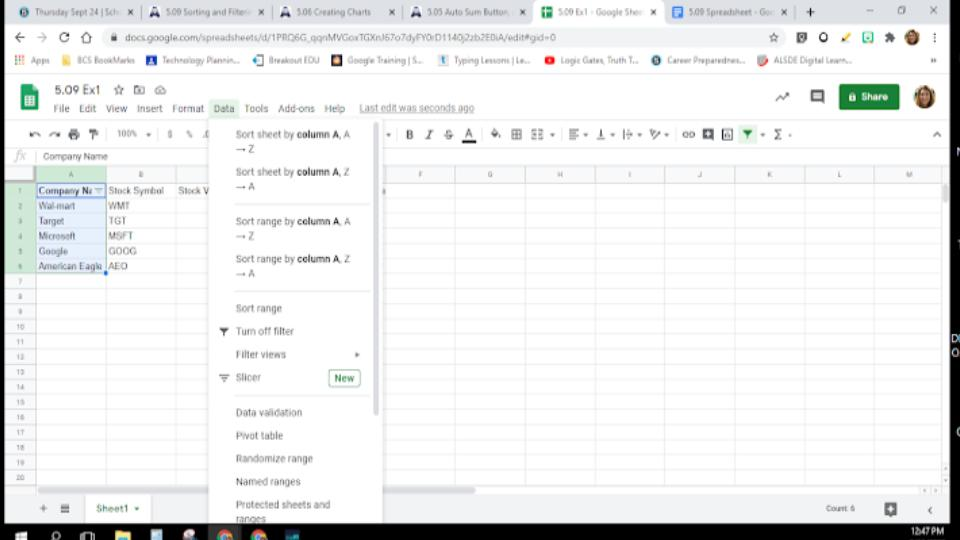 Thursday Sept 24 | Sch
5.09 Sorting and Filteri
5.06 Creating Charts
5.05 Auto Sum Button,
5.09 Ex1 - Google Shee
5.09 Spreadsheet - Goo
docs.google.com/spreadsheets/d/
Apps
BCS BookMarks
Technology Plannin...
Breakout EDU
Google Training | S...
Typing Lessons | Le...
Logic Gates, Truth T...
Career Preparednes...
ALSDE Digital Learn...
5.09 Ex1
File Edit View Insert Format Data Tools Add-ons Help Last edit was seconds ago
Share
100% $ %
B I S A
fx Company Name
A B F G H I J K L M
1 Company Na Stock Symbol Stock V
2 Wal-mart WMT
3 Target TGT
4 Microsoft MSFT
5 Google GOOG
6 American Eagle AEO
7
8
9
10
11
12
13
14
15
16
17
18
19
20
Sort sheet by column A, A
→ Z
Sort sheet by column A, Z
→ A
Sort range by column A, A
→ Z
Sort range by column A, Z
→ A
Sort range
Turn off filter
Filter views
Slicer New
Data validation
Pivot table
Randomize range
Named ranges
Protected sheets and
ranges
Sheet1
Count: 6
12:47 PM